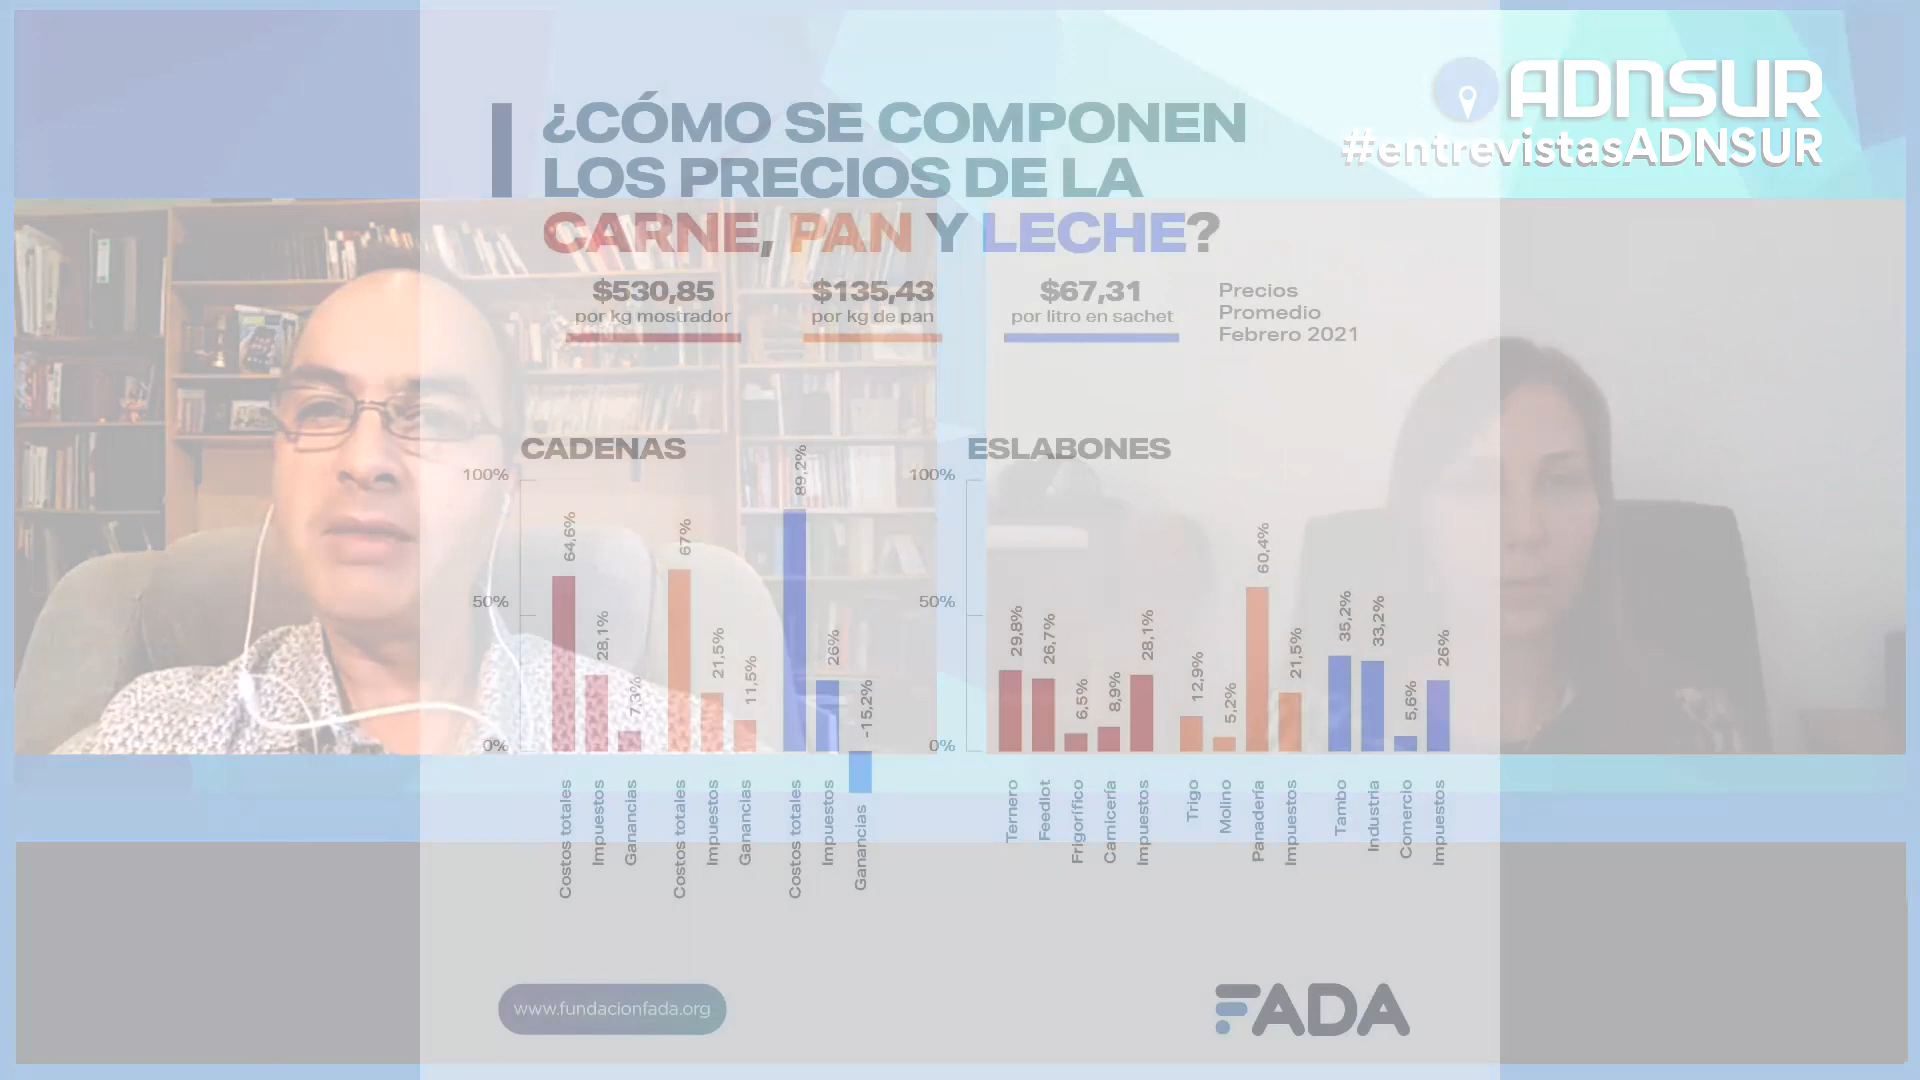 ADNSUR
#entrevistasADNSUR
¿CÓMO SE COMPONEN
LOS PRECIOS DE LA
CARNE, PAN Y LECHE?
$530,85
por kg mostrador
$135,43
por kg de pan
$67,31
por litro en sachet
Precios
Promedio
Febrero 2021
CADENAS
100%
50%
0%
64,6%
28,1%
7,3%
67%
21,5%
11,5%
89,2%
26%
-15,2%
Costos totales
Impuestos
Ganancias
Costos totales
Impuestos
Ganancias
Costos totales
Impuestos
Ganancias
ESLABONES
100%
50%
0%
29,8%
26,7%
6,5%
8,9%
28,1%
12,9%
5,2%
60,4%
21,5%
35,2%
33,2%
5,6%
26%
Ternero
Feedlot
Frigorífico
Carnicería
Impuestos
Trigo
Molino
Panadería
Impuestos
Tambo
Industria
Comercio
Impuestos
www.fundacionfada.org
FADA